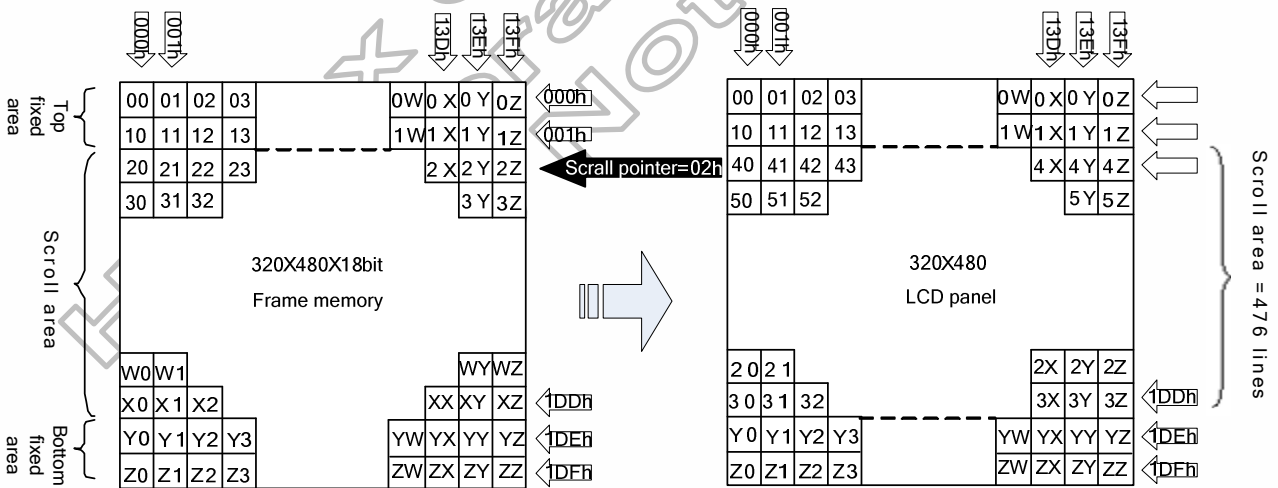 000h 001h 13Dh 13Eh 13Fh
000h 001h 13Dh 13Eh 13Fh
Top fixed area
Scroll area
Bottom fixed area
00 01 02 03 0W 0X 0Y 0Z 000h
10 11 12 13 1W 1X 1Y 1Z 001h
20 21 22 23 2X 2Y 2Z
30 31 32 3Y 3Z
320X480X18bit
Frame memory
W0 W1 WY WZ
X0 X1 X2 XX XY XZ 1DDh
Y0 Y1 Y2 Y3 YW YX YY YZ 1DEh
Z0 Z1 Z2 Z3 ZW ZX ZY ZZ 1DFh
Scrall pointer=02h
00 01 02 03 0W 0X 0Y 0Z
10 11 12 13 1W 1X 1Y 1Z
40 41 42 43 4X 4Y 4Z
50 51 52 5Y 5Z
320X480
LCD panel
20 21 2X 2Y 2Z
30 31 32 3X 3Y 3Z 1DDh
Y0 Y1 Y2 Y3 YW YX YY YZ 1DEh
Z0 Z1 Z2 Z3 ZW ZX ZY ZZ 1DFh
Scroll area =476 lines